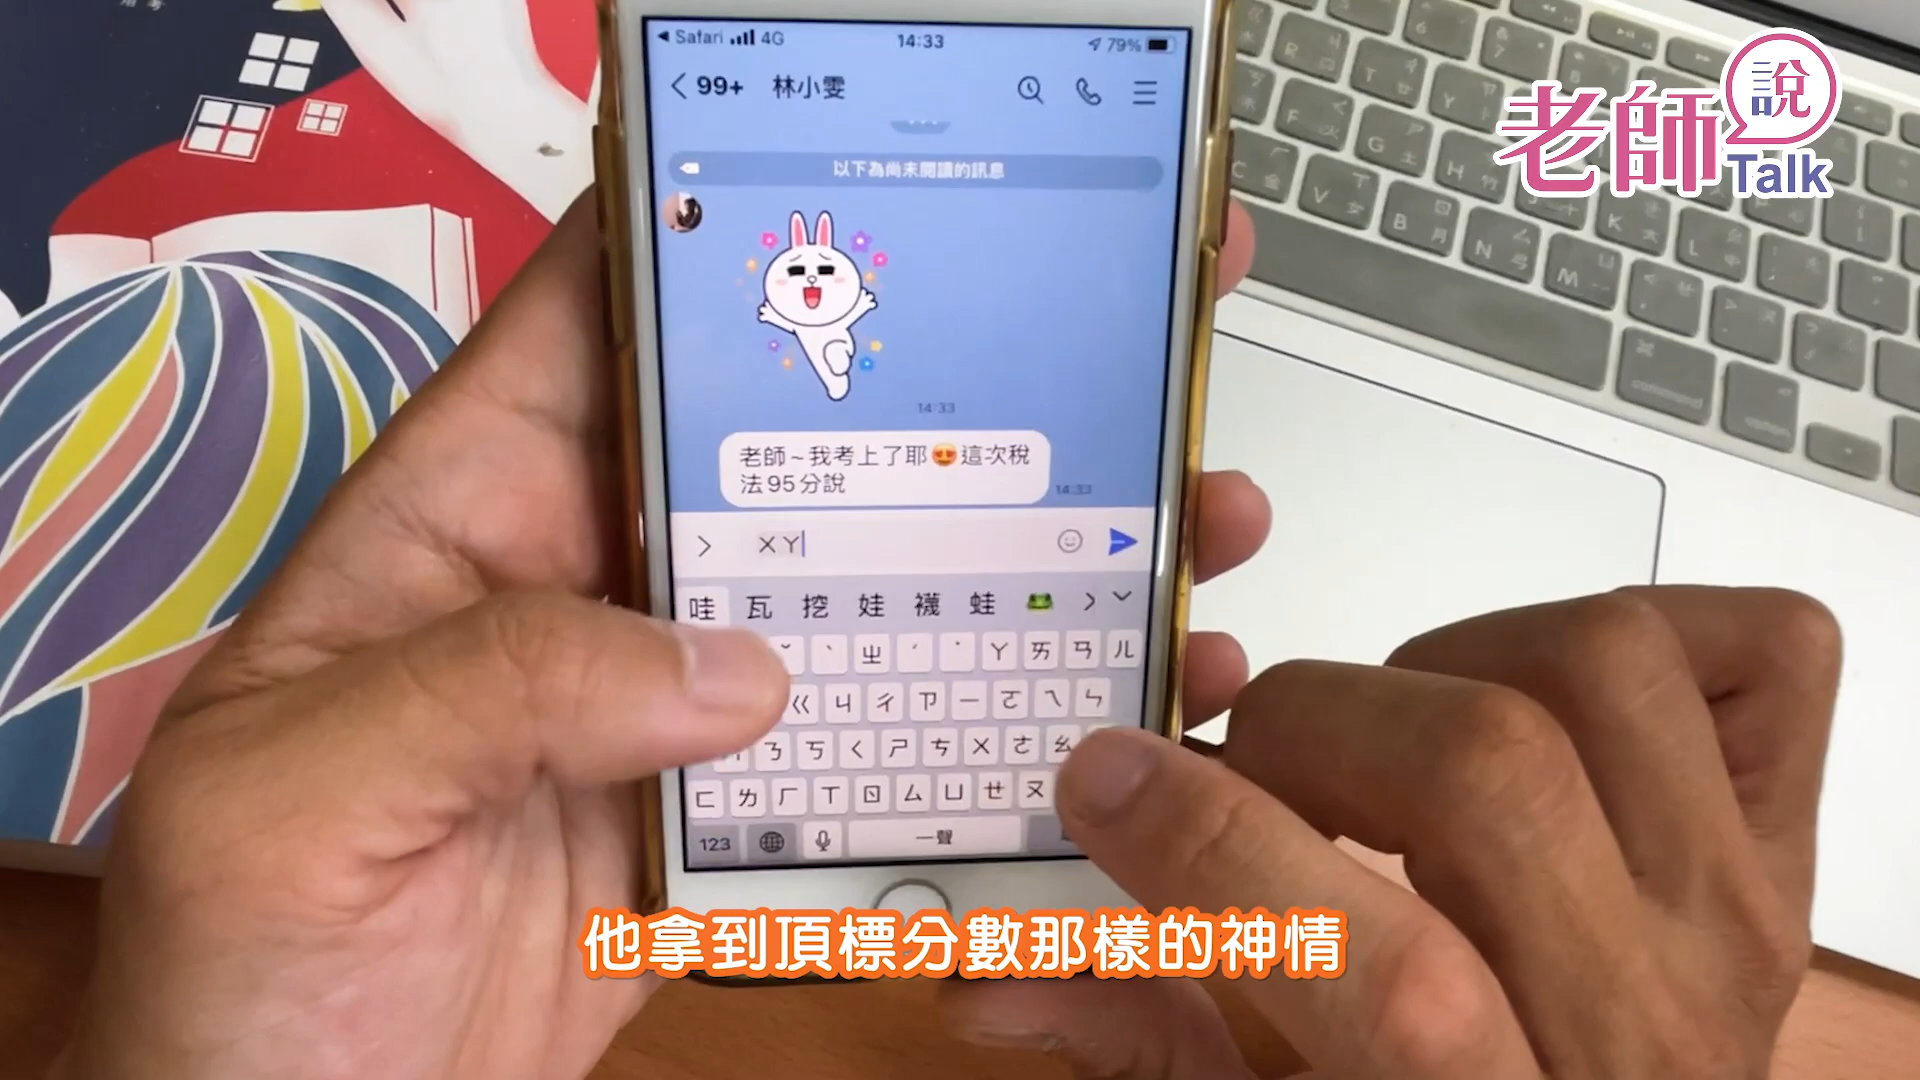 Safari 4G 14:33 79%
99+ 林小雯
以下為尚未閱讀的訊息
14:33
老師~我考上了耶😍這次稅
法95分說
14:33
ㄨㄚ
哇 瓦 挖 娃 襪 蛙 🐸
ˇ ˋ ㄓ ˊ ˙ ㄚ ㄞ ㄢ ㄦ
ㄍ ㄐ ㄔ ㄗ ㄧ ㄛ ㄟ ㄣ
ㄋ ㄎ ㄑ ㄕ ㄘ ㄨ ㄜ ㄠ
ㄈ ㄌ ㄏ ㄒ ㄖ ㄙ ㄩ ㄝ ㄡ
123 一聲
老師說
Talk
command
option
他拿到頂標分數那樣的神情